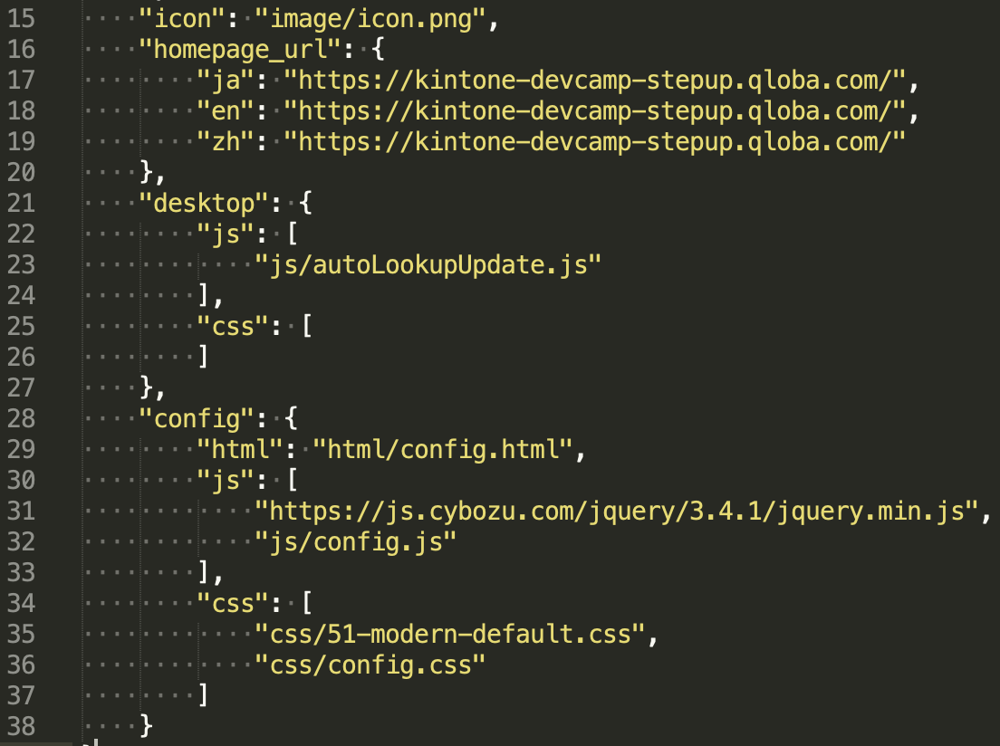 15 "icon": "image/icon.png",
16 "homepage_url": {
17 "ja": "https://kintone-devcamp-stepup.qloba.com/",
18 "en": "https://kintone-devcamp-stepup.qloba.com/",
19 "zh": "https://kintone-devcamp-stepup.qloba.com/"
20 },
21 "desktop": {
22 "js": [
23 "js/autoLookupUpdate.js"
24 ],
25 "css": [
26 ]
27 },
28 "config": {
29 "html": "html/config.html",
30 "js": [
31 "https://js.cybozu.com/jquery/3.4.1/jquery.min.js",
32 "js/config.js"
33 ],
34 "css": [
35 "css/51-modern-default.css",
36 "css/config.css"
37 ]
38 }